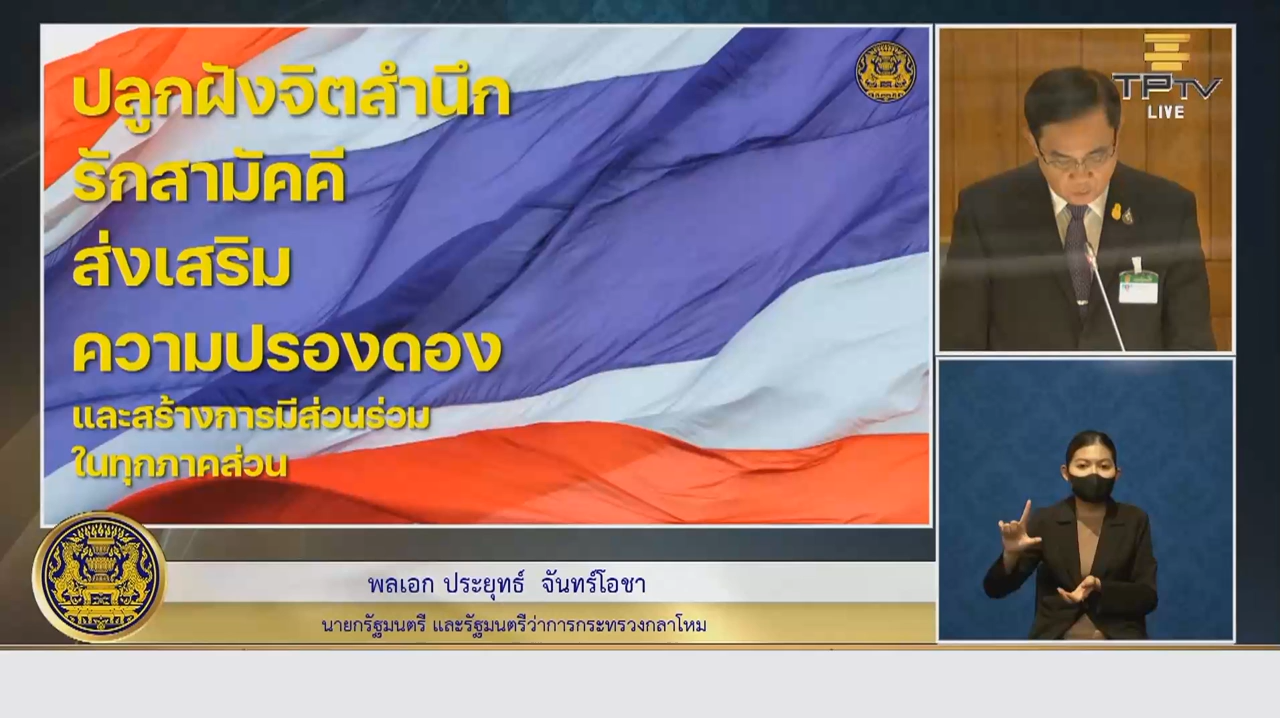 ปลูกฝังจิตสำนึก
รักสามัคคี
ส่งเสริม
ความปรองดอง
และสร้างการมีส่วนร่วม
ในทุกภาคส่วน
TPTV
LIVE
พลเอก ประยุทธ์ จันทร์โอชา
นายกรัฐมนตรี และรัฐมนตรีว่าการกระทรวงกลาโหม